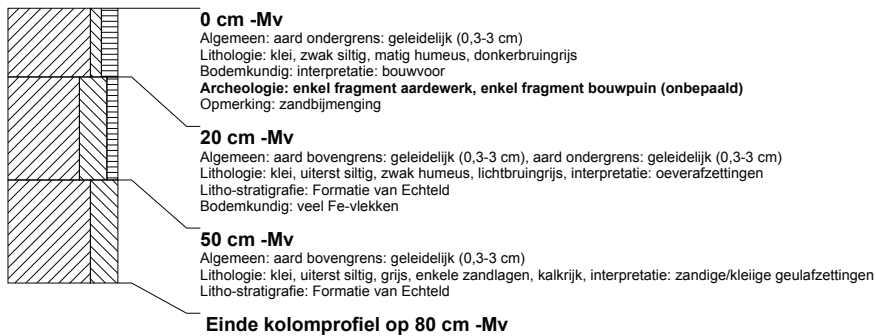 0 cm -Mv
Algemeen: aard ondergrens: geleidelijk (0,3-3 cm)
Lithologie: klei, zwak siltig, matig humeus, donkerbruingrijs
Bodemkundig: interpretatie: bouwvoor
Archeologie: enkel fragment aardewerk, enkel fragment bouwpuin (onbepaald)
Opmerking: zandbijmenging
20 cm -Mv
Algemeen: aard bovengrens: geleidelijk (0,3-3 cm), aard ondergrens: geleidelijk (0,3-3 cm)
Lithologie: klei, uiterst siltig, zwak humeus, lichtbruingrijs, interpretatie: oeverafzettingen
Litho-stratigrafie: Formatie van Echteld
Bodemkundig: veel Fe-vlekken
50 cm -Mv
Algemeen: aard bovengrens: geleidelijk (0,3-3 cm)
Lithologie: klei, uiterst siltig, grijs, enkele zandlagen, kalkrijk, interpretatie: zandige/kleiige geulafzettingen
Litho-stratigrafie: Formatie van Echteld
Einde kolomprofiel op 80 cm -Mv